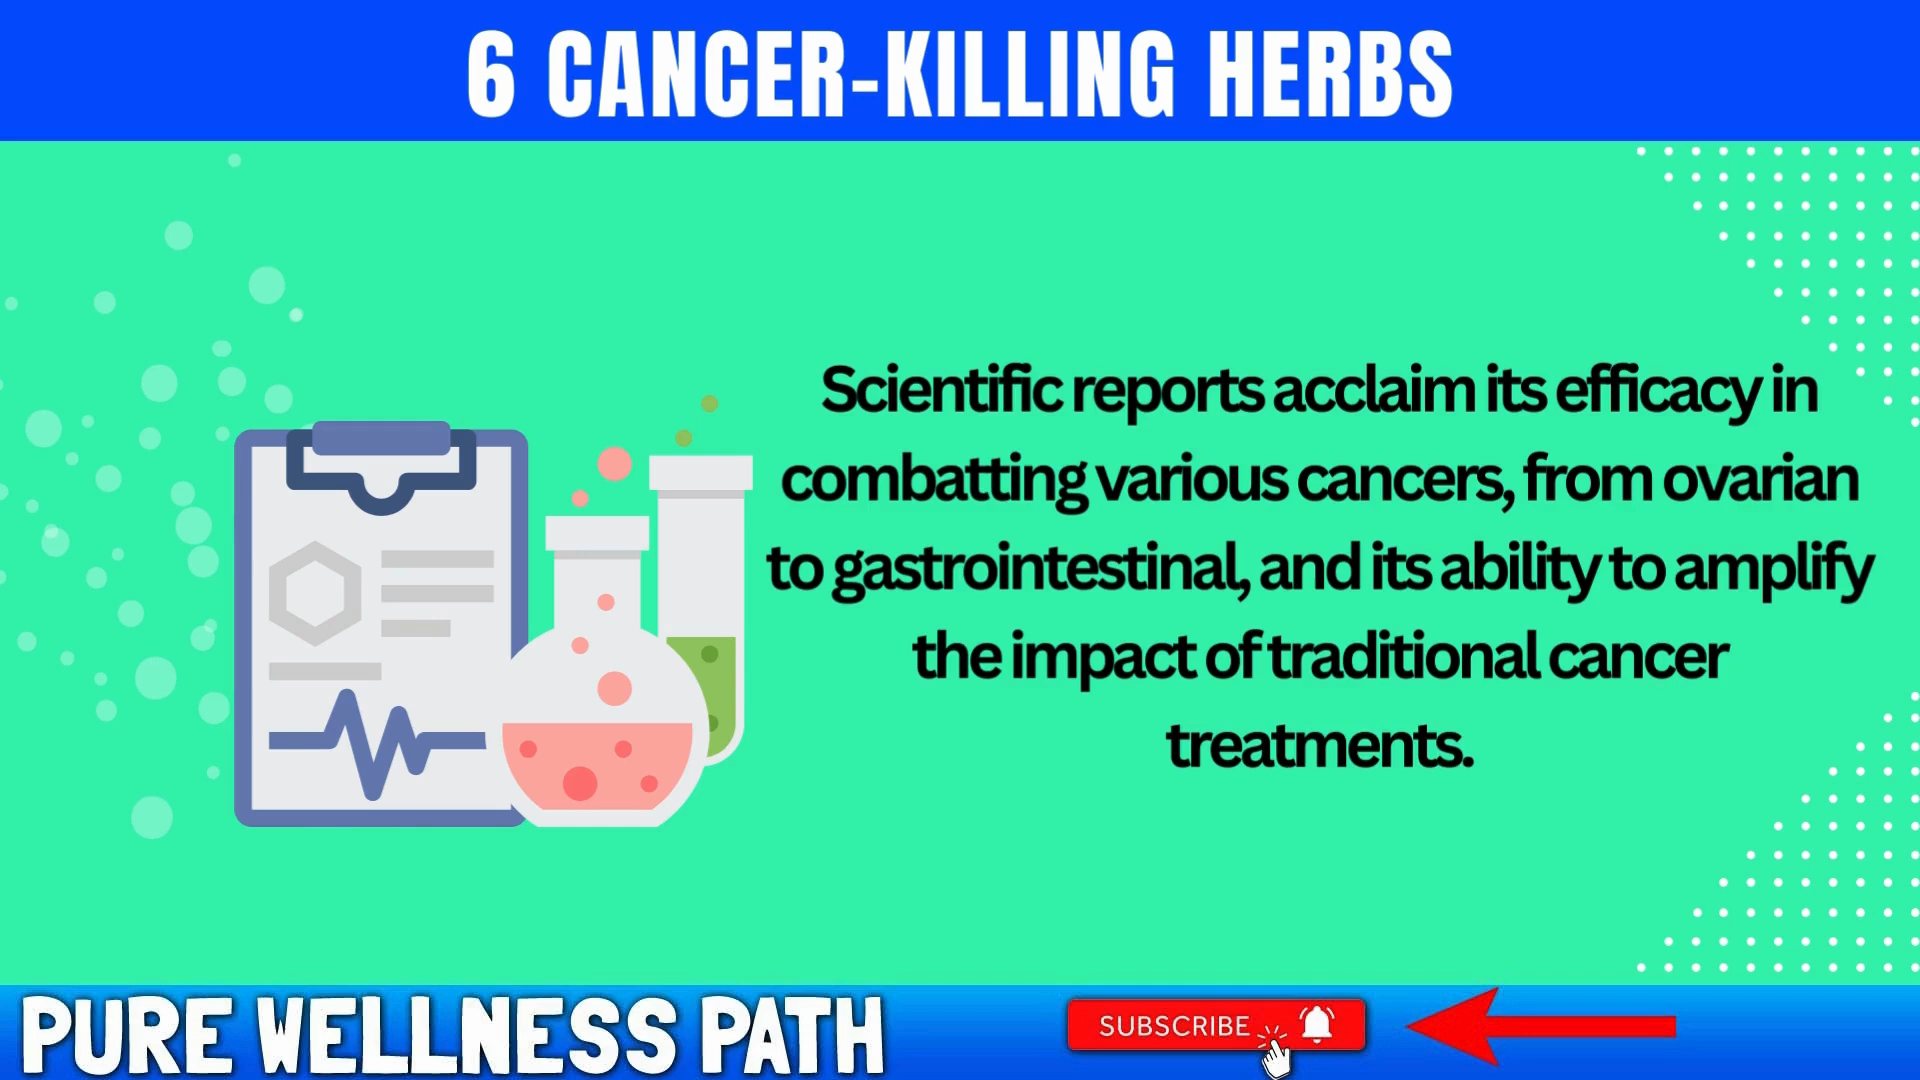 6 CANCER-KILLING HERBS
Scientific reports acclaim its efficacy in
combatting various cancers, from ovarian
to gastrointestinal, and its ability to amplify
the impact of traditional cancer
treatments.
PURE WELLNESS PATH
SUBSCRIBE